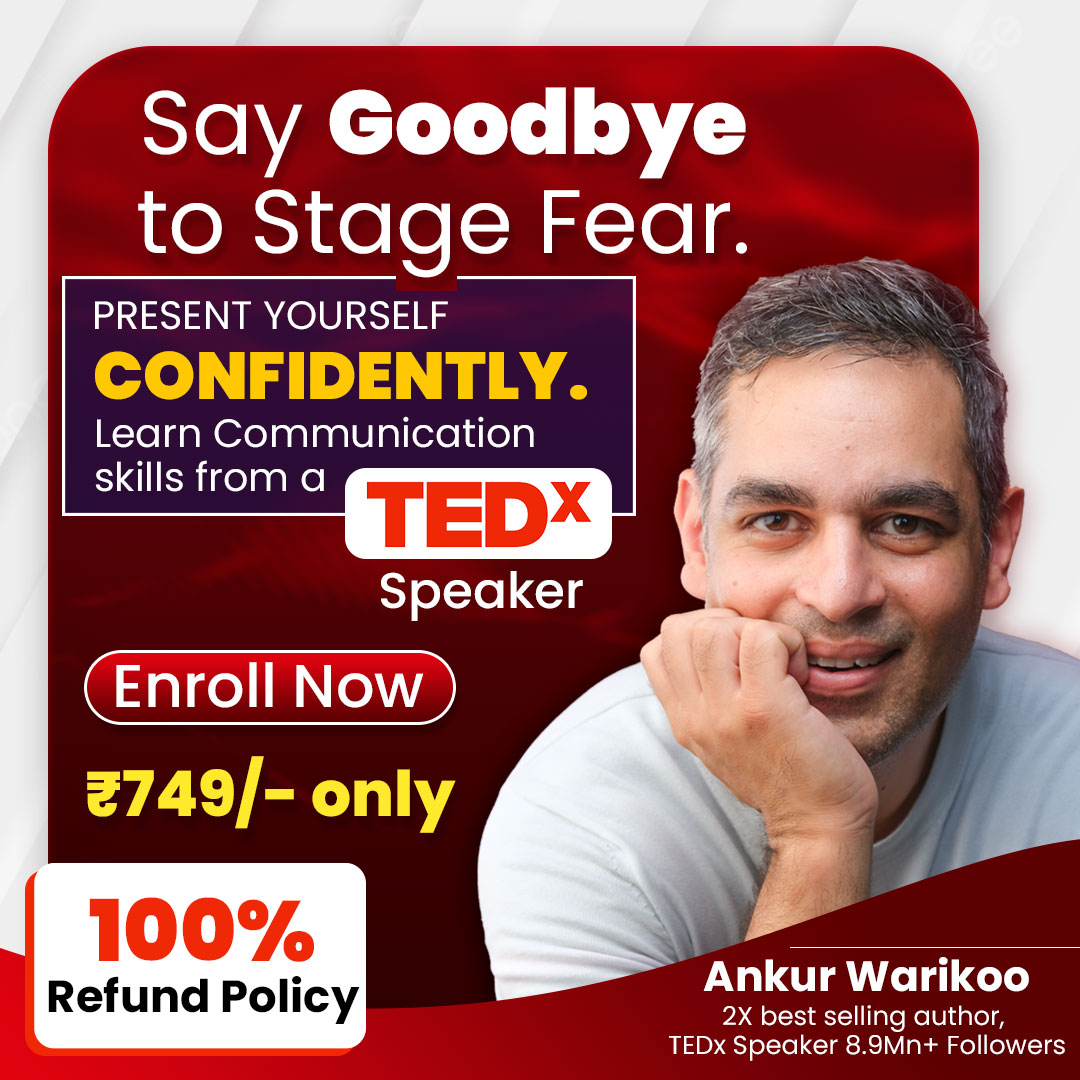 Say Goodbye
to Stage Fear.
PRESENT YOURSELF
CONFIDENTLY.
Learn Communication
skills from a
TEDx
Speaker
Enroll Now
₹749/- only
100%
Refund Policy
Ankur Warikoo
2X best selling author,
TEDx Speaker 8.9Mn+ Followers